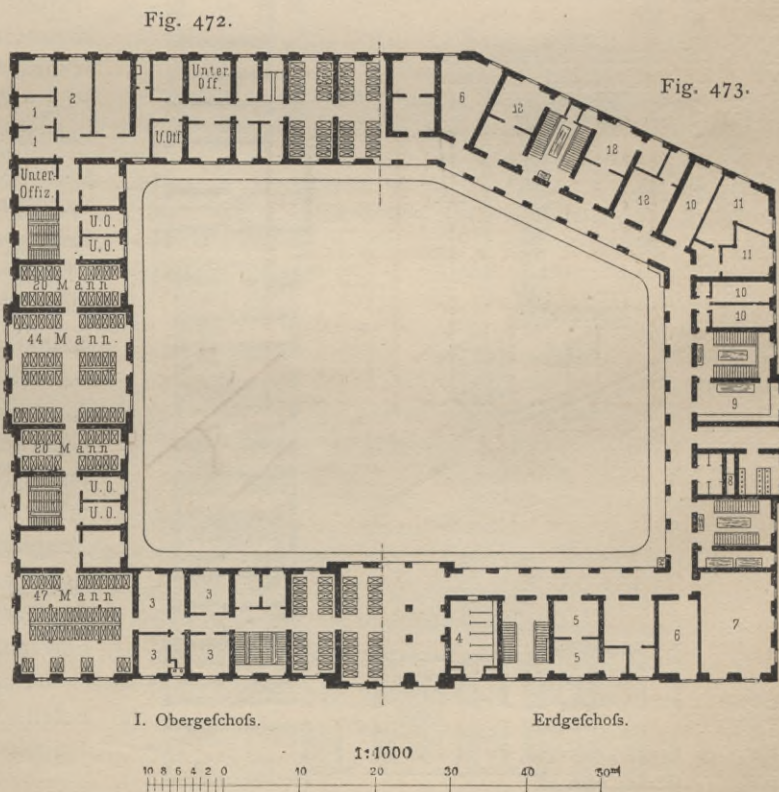 Fig. 472.
Fig. 473.
1
1
2
Unter
Off.
U.Off
6
12
12
12
10
11
11
Unter
Offiz.
U.O.
U.O.
10
10
20 Mann
44 Mann.
9
20 Mann
U.O.
U.O.
47 Mann
3
3
3
3
4
5
5
6
7
I. Obergeſchoſs.
Erdgeſchoſs.
1:1000
10 8 6 4 2 0 10 20 30 40 50m